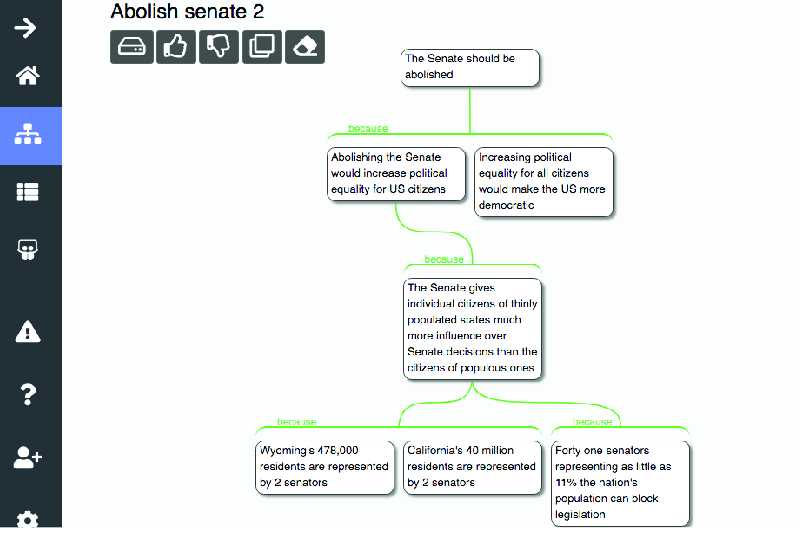 Abolish senate 2
The Senate should be
abolished
because
Abolishing the Senate
would increase political
equality for US citizens
Increasing political
equality for all citizens
would make the US more
democratic
because
The Senate gives
individual citizens of thinly
populated states much
more influence over
Senate decisions than the
citizens of populous ones
because
Wyoming's 478,000
residents are represented
by 2 senators
California's 40 million
residents are represented
by 2 senators
because
Forty one senators
representing as little as
11% the nation's
population can block
legislation